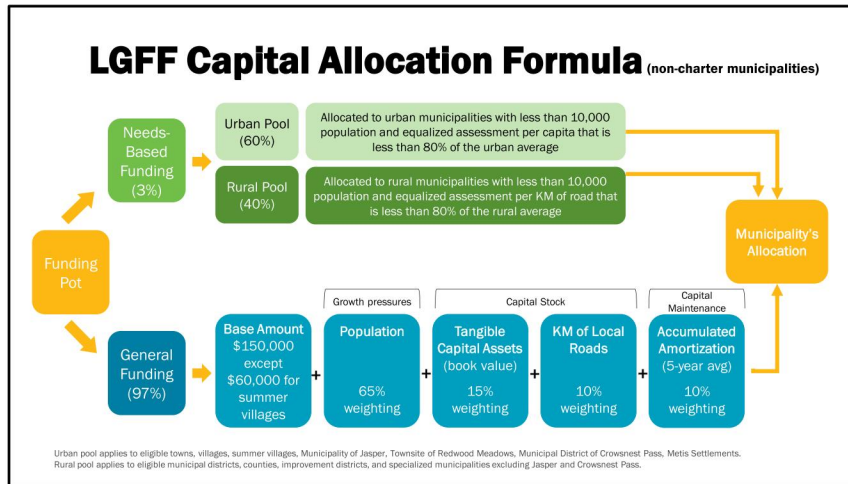 LGFF Capital Allocation Formula (non-charter municipalities)
Needs-
Based
Funding
(3%)
Urban Pool
(60%)
Allocated to urban municipalities with less than 10,000
population and equalized assessment per capita that is
less than 80% of the urban average
Rural Pool
(40%)
Allocated to rural municipalities with less than 10,000
population and equalized assessment per KM of road that
is less than 80% of the rural average
Municipality's
Allocation
Funding
Pot
General
Funding
(97%)
Base Amount
$150,000
except
$60,000 for
summer
villages
+
Growth pressures
Population
65%
weighting
+
Capital Stock
Tangible
Capital Assets
(book value)
15%
weighting
+
KM of Local
Roads
10%
weighting
+
Capital
Maintenance
Accumulated
Amortization
(5-year avg)
10%
weighting
Urban pool applies to eligible towns, villages, summer villages, Municipality of Jasper, Townsite of Redwood Meadows, Municipal District of Crowsnest Pass, Metis Settlements.
Rural pool applies to eligible municipal districts, counties, improvement districts, and specialized municipalities excluding Jasper and Crowsnest Pass.